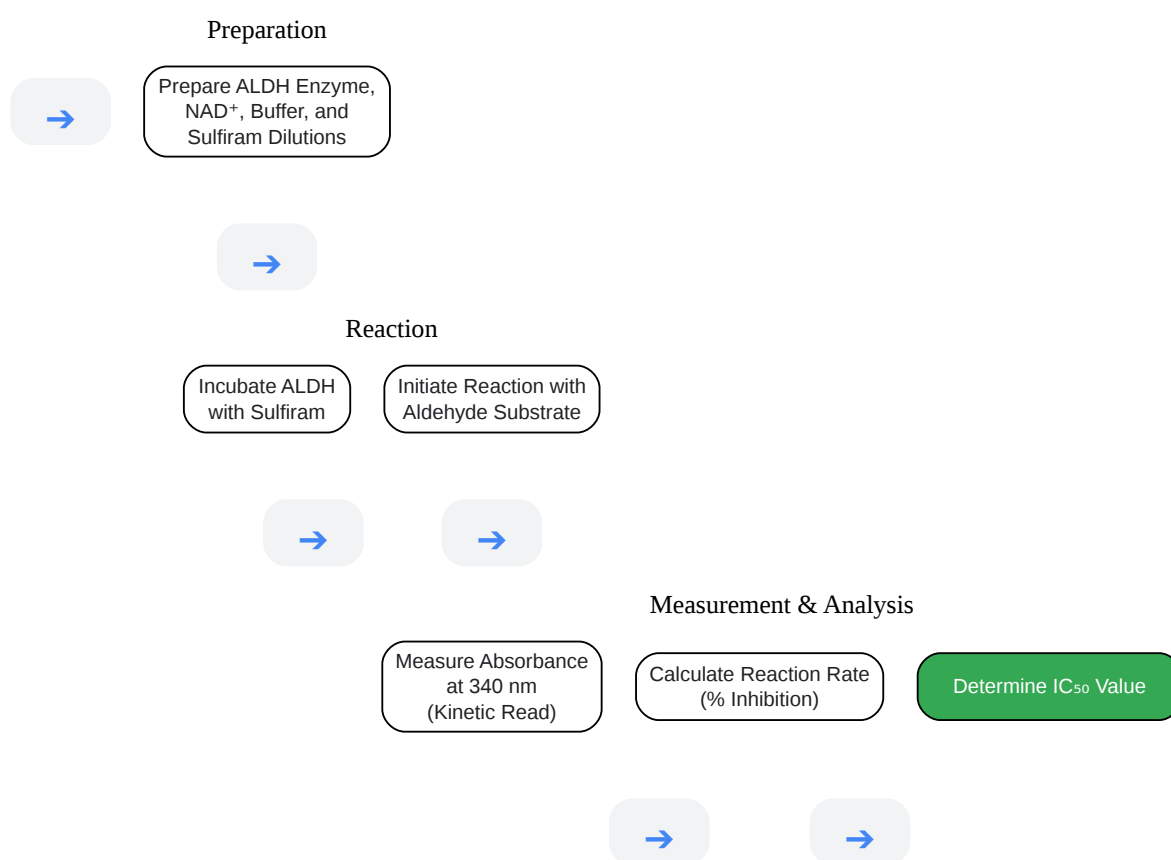 Preparation
➔
Prepare ALDH Enzyme,
NAD⁺, Buffer, and
Sulfiram Dilutions
➔
Reaction
Incubate ALDH
with Sulfiram
Initiate Reaction with
Aldehyde Substrate
➔
➔
Measurement & Analysis
Measure Absorbance
at 340 nm
(Kinetic Read)
Calculate Reaction Rate
(% Inhibition)
Determine IC₅₀ Value
➔
➔